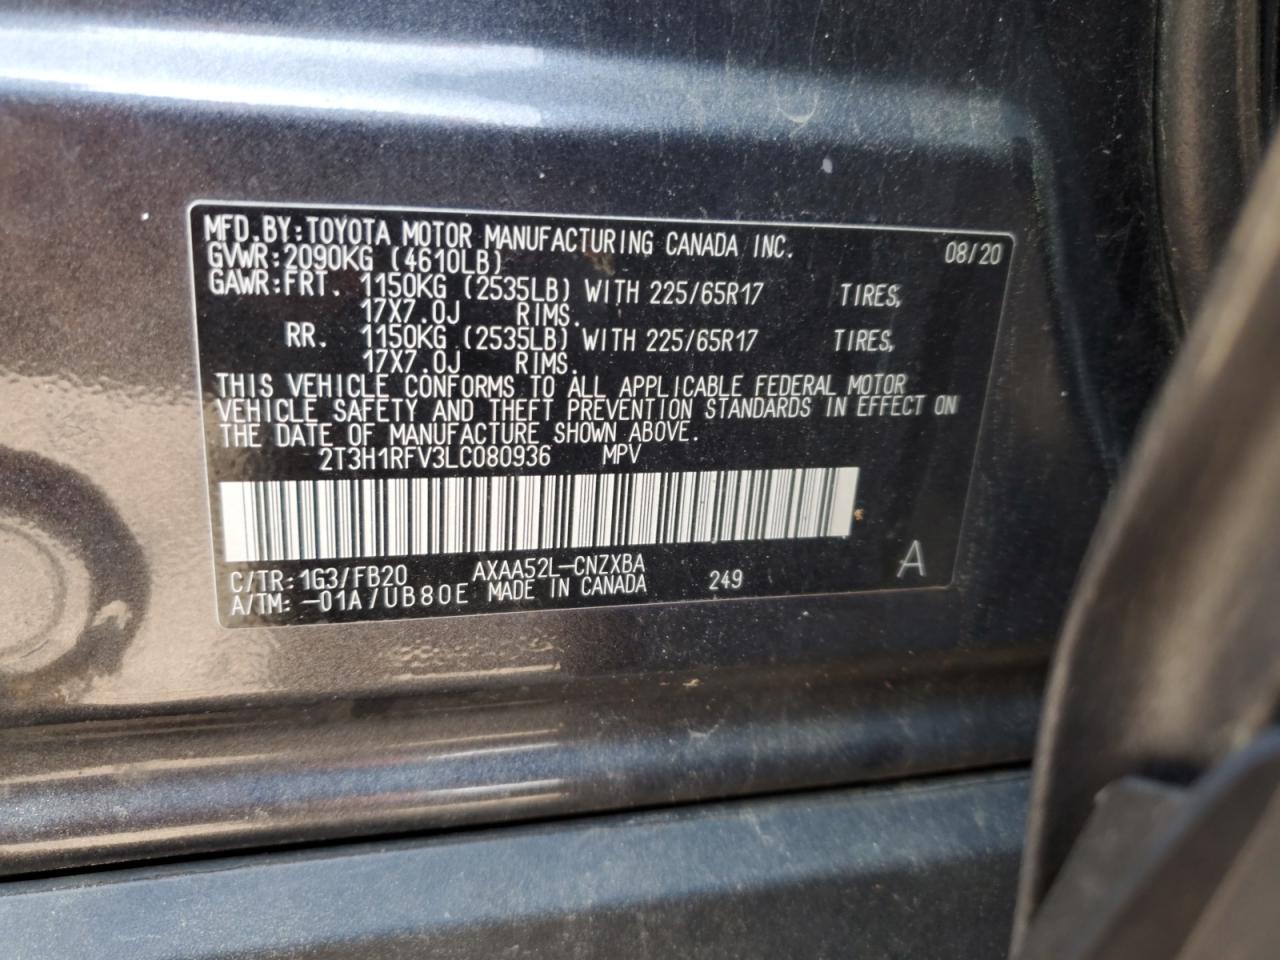 MFD.BY:TOYOTA MOTOR MANUFACTURING CANADA INC. 08/20
GVWR:2090KG (4610LB)
GAWR:FRT. 1150KG (2535LB) WITH 225/65R17 TIRES,
17X7.0J RIMS.
RR. 1150KG (2535LB) WITH 225/65R17 TIRES,
17X7.0J RIMS.
THIS VEHICLE CONFORMS TO ALL APPLICABLE FEDERAL MOTOR
VEHICLE SAFETY AND THEFT PREVENTION STANDARDS IN EFFECT ON
THE DATE OF MANUFACTURE SHOWN ABOVE.
2T3H1RFV3LC080936 MPV
C/TR:1G3/FB20 AXAA52L-CNZXBA 249 A
A/TM:-01A/UB80E MADE IN CANADA